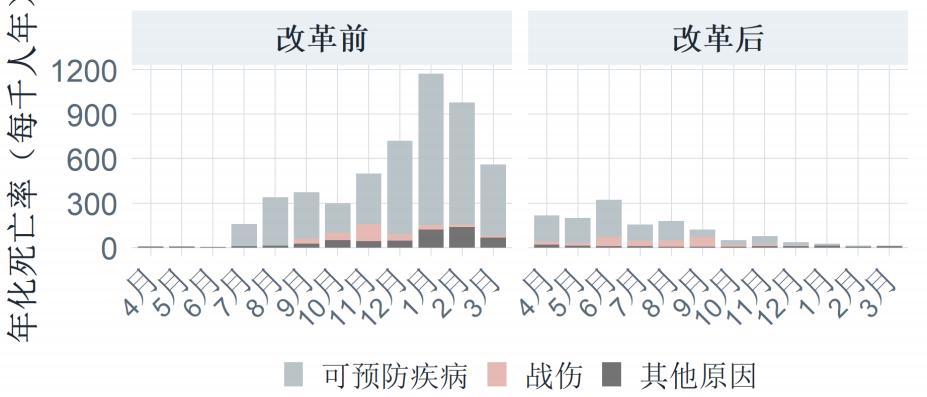 改革前 改革后
年化死亡率（每千人年）
1200
900
600
300
0
4月 5月 6月 7月 8月 9月 10月 11月 12月 1月 2月 3月 4月 5月 6月 7月 8月 9月 10月 11月 12月 1月 2月 3月
可预防疾病 战伤 其他原因